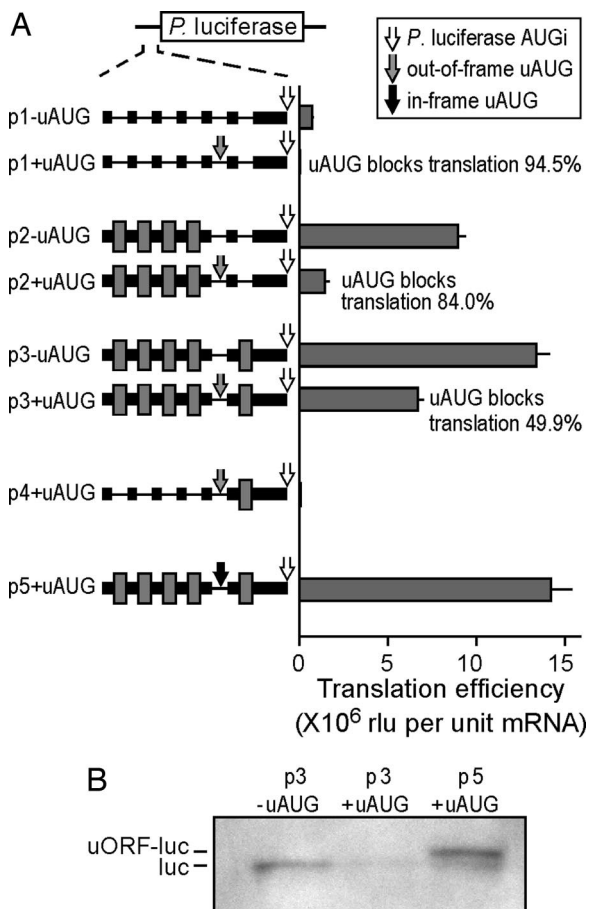 A
P. luciferase
P. luciferase AUGi
out-of-frame uAUG
in-frame uAUG
p1-uAUG
p1+uAUG
uAUG blocks translation 94.5%
p2-uAUG
p2+uAUG
uAUG blocks
translation 84.0%
p3-uAUG
p3+uAUG
uAUG blocks
translation 49.9%
p4+uAUG
p5+uAUG
0 5 10 15
Translation efficiency
(X10⁶ rlu per unit mRNA)
B
p3 p3 p5
-uAUG +uAUG +uAUG
uORF-luc
luc